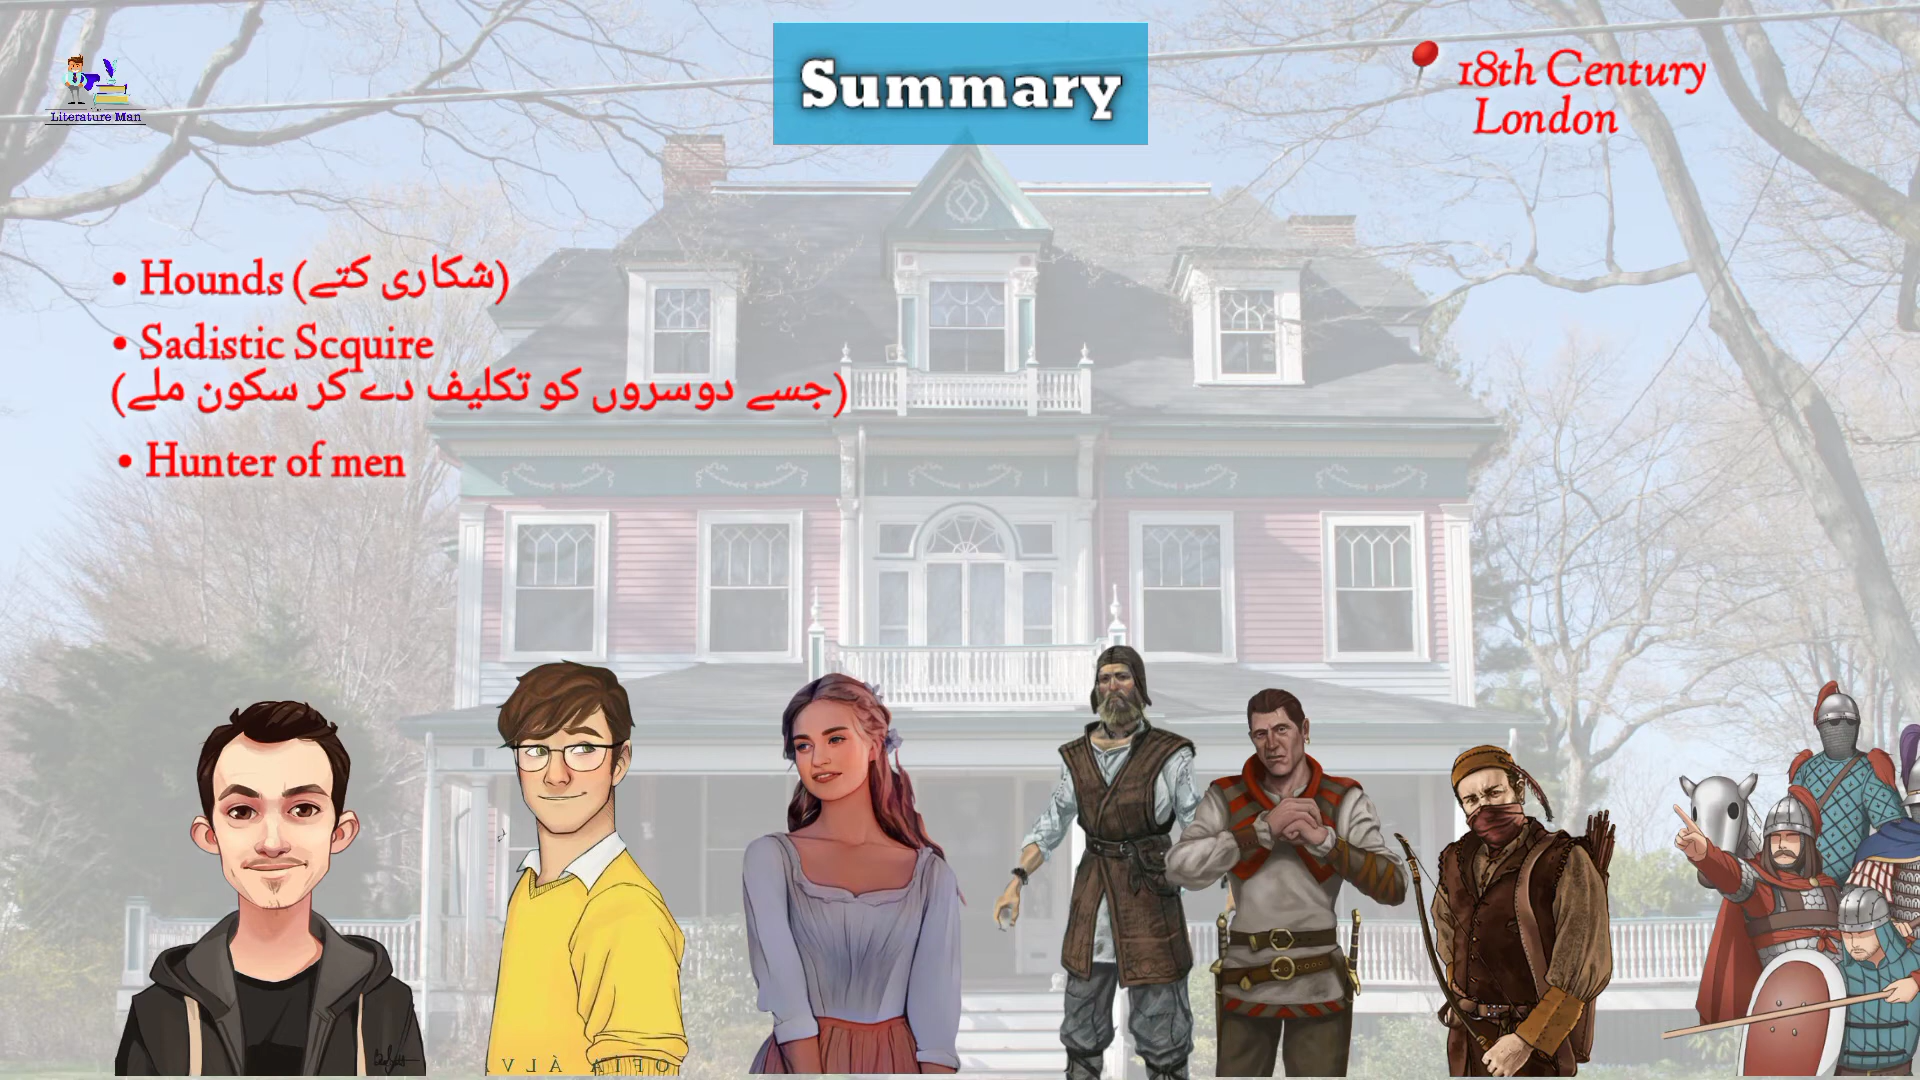 Literature Man
Summary
18th Century
London
• Hounds (شکاری کتے)
• Sadistic Scquire
(جسے دوسروں کو تکلیف دے کر سکون ملے)
• Hunter of men